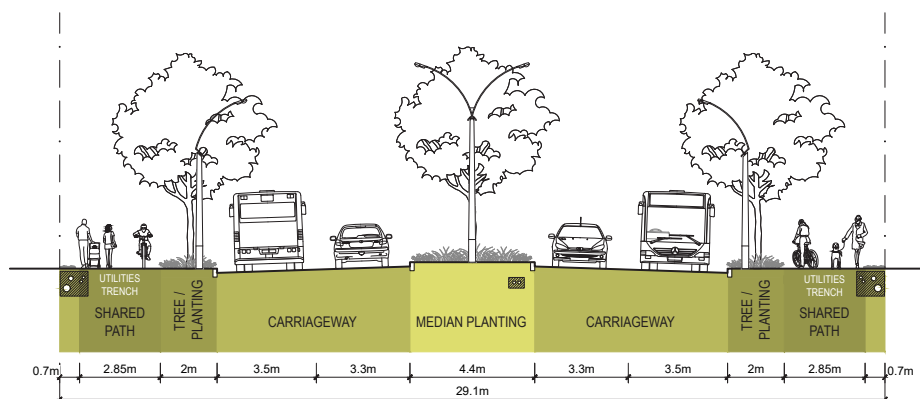 UTILITIES
TRENCH
SHARED
PATH
TREE /
PLANTING
CARRIAGEWAY
MEDIAN PLANTING
CARRIAGEWAY
TREE /
PLANTING
UTILITIES
TRENCH
SHARED
PATH
0.7m 2.85m 2m 3.5m 3.3m 4.4m 3.3m 3.5m 2m 2.85m 0.7m
29.1m